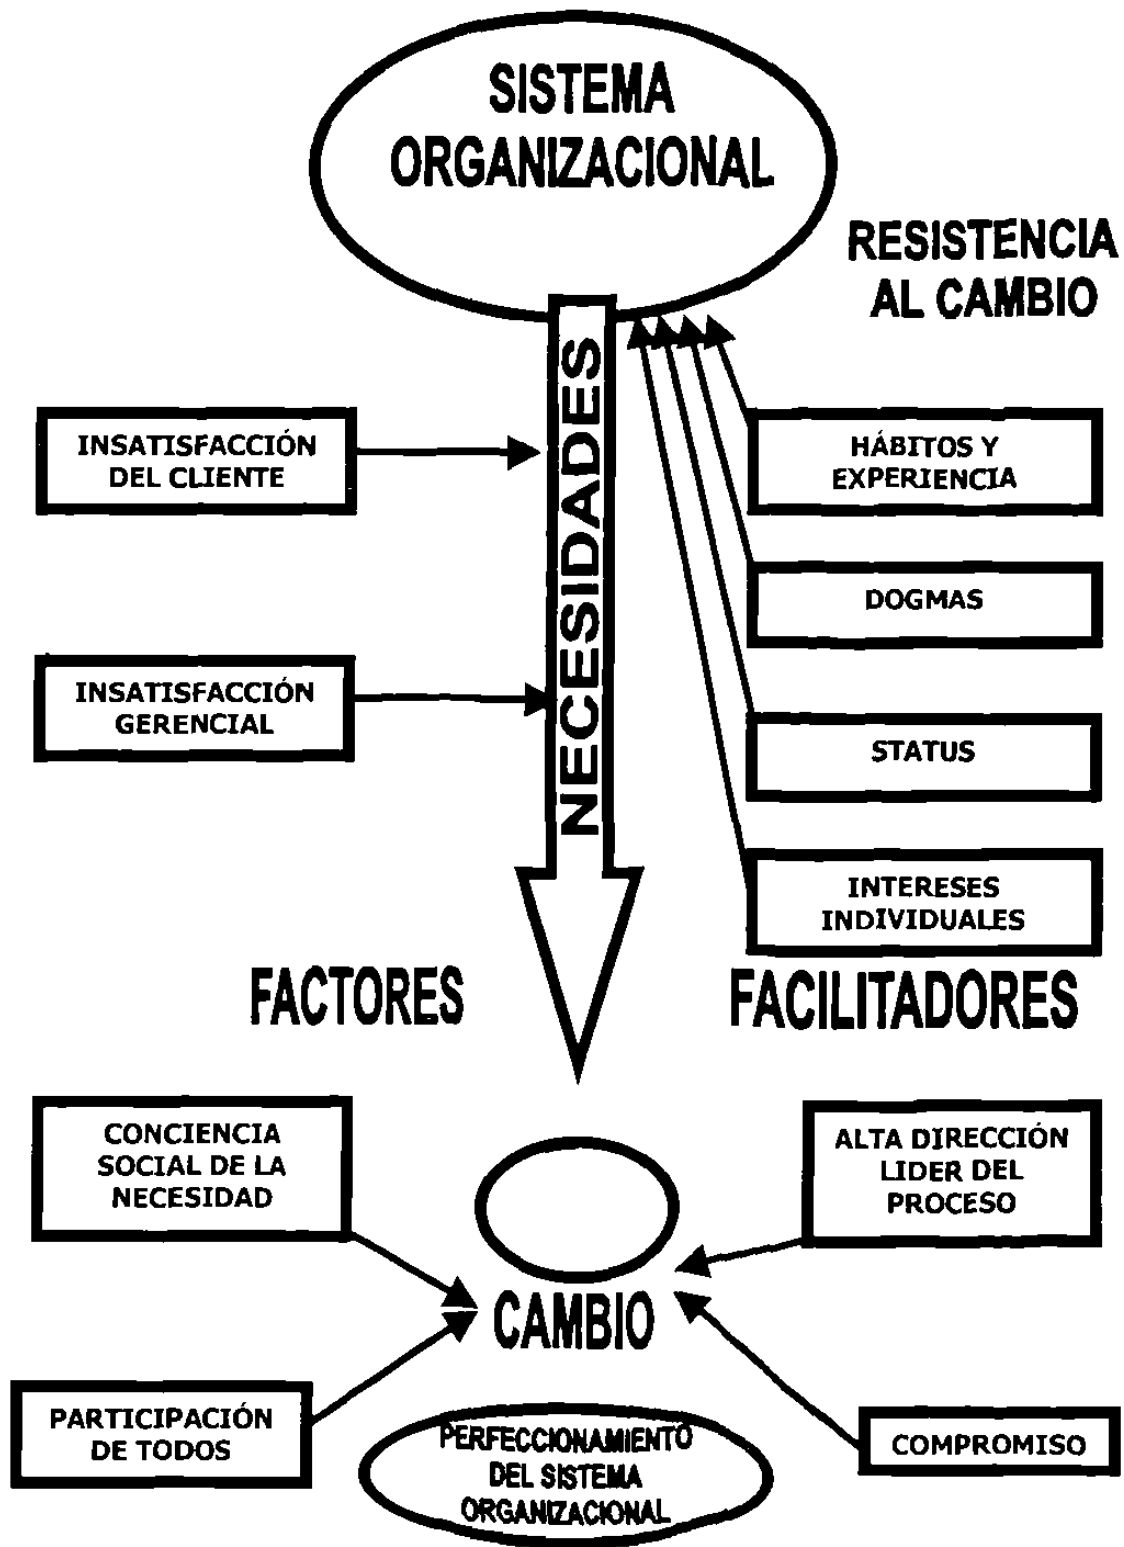 SISTEMA
ORGANIZACIONAL
RESISTENCIA
AL CAMBIO
NECESIDADES
INSATISFACCIÓN
DEL CLIENTE
INSATISFACCIÓN
GERENCIAL
HÁBITOS Y
EXPERIENCIA
DOGMAS
STATUS
INTERESES
INDIVIDUALES
FACTORES
FACILITADORES
CONCIENCIA
SOCIAL DE LA
NECESIDAD
ALTA DIRECCIÓN
LIDER DEL
PROCESO
CAMBIO
PARTICIPACIÓN
DE TODOS
COMPROMISO
PERFECCIONAMIENTO
DEL SISTEMA
ORGANIZACIONAL